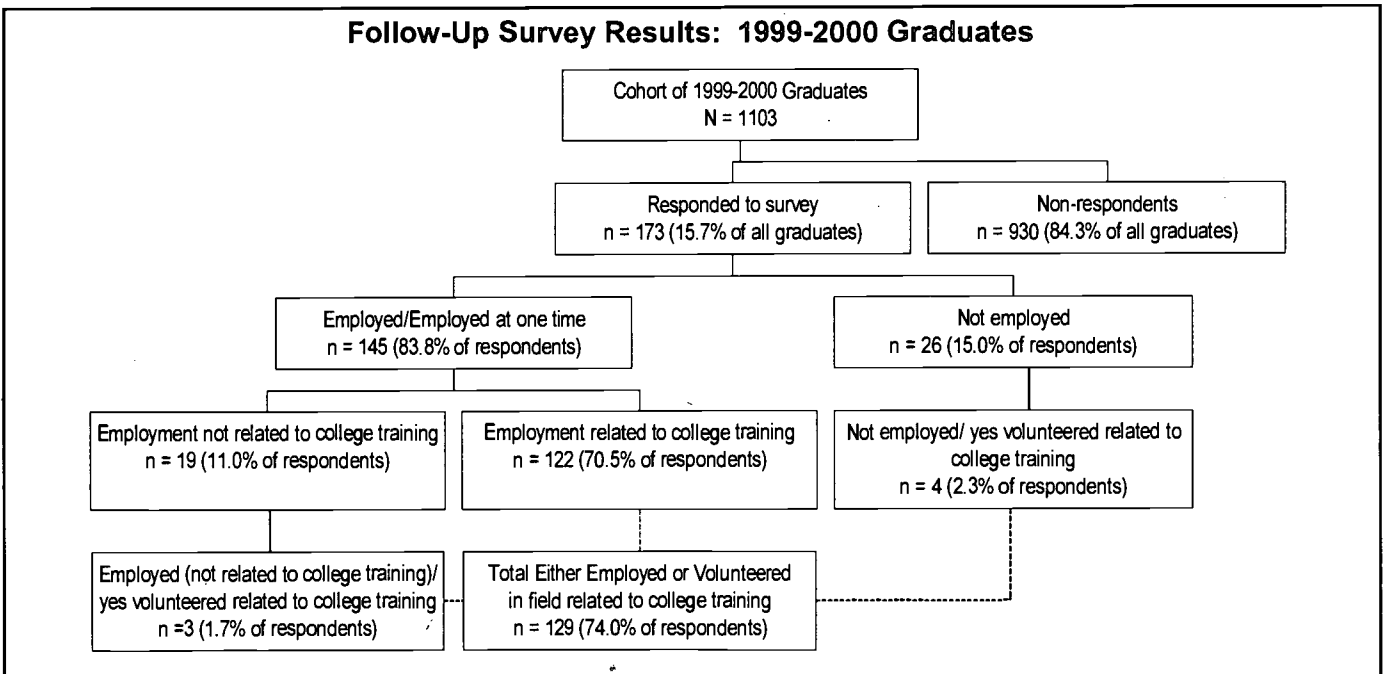 Follow-Up Survey Results: 1999-2000 Graduates
Cohort of 1999-2000 Graduates
N = 1103
Responded to survey
n = 173 (15.7% of all graduates)
Non-respondents
n = 930 (84.3% of all graduates)
Employed/Employed at one time
n = 145 (83.8% of respondents)
Not employed
n = 26 (15.0% of respondents)
Employment not related to college training
n = 19 (11.0% of respondents)
Employment related to college training
n = 122 (70.5% of respondents)
Not employed/ yes volunteered related to
college training
n = 4 (2.3% of respondents)
Employed (not related to college training)/
yes volunteered related to college training
n =3 (1.7% of respondents)
Total Either Employed or Volunteered
in field related to college training
n = 129 (74.0% of respondents)